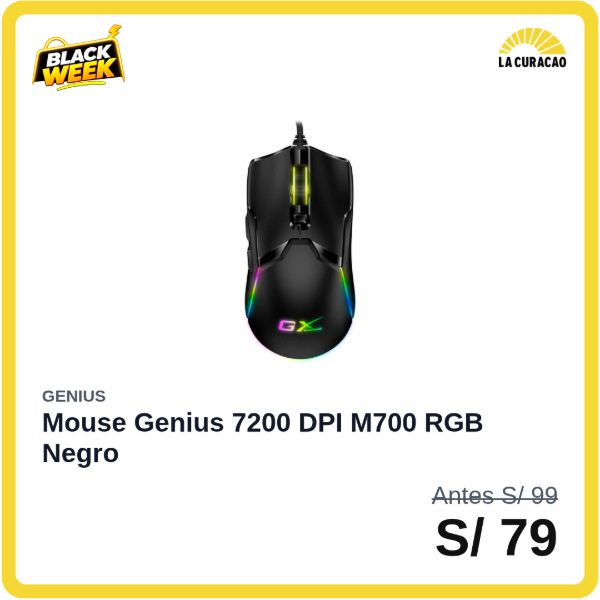 BLACK
WEEK
LA CURACAO
GX
GENIUS
Mouse Genius 7200 DPI M700 RGB
Negro
Antes S/ 99
S/ 79